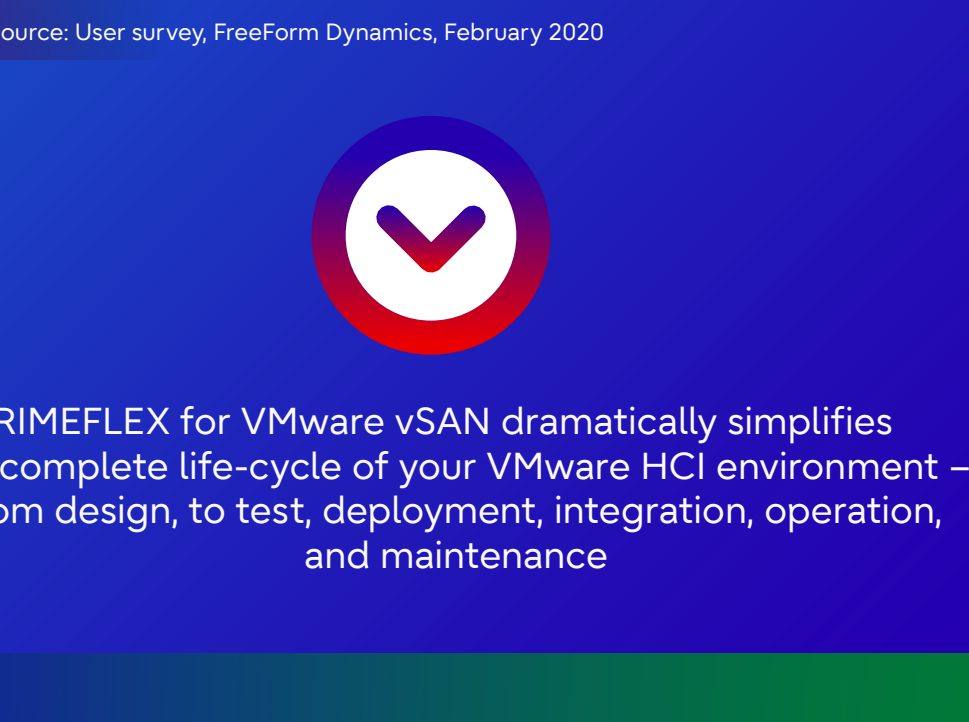 ource: User survey, FreeForm Dynamics, February 2020
RIMEFLEX for VMware vSAN dramatically simplifies
complete life-cycle of your VMware HCI environment –
om design, to test, deployment, integration, operation,
and maintenance